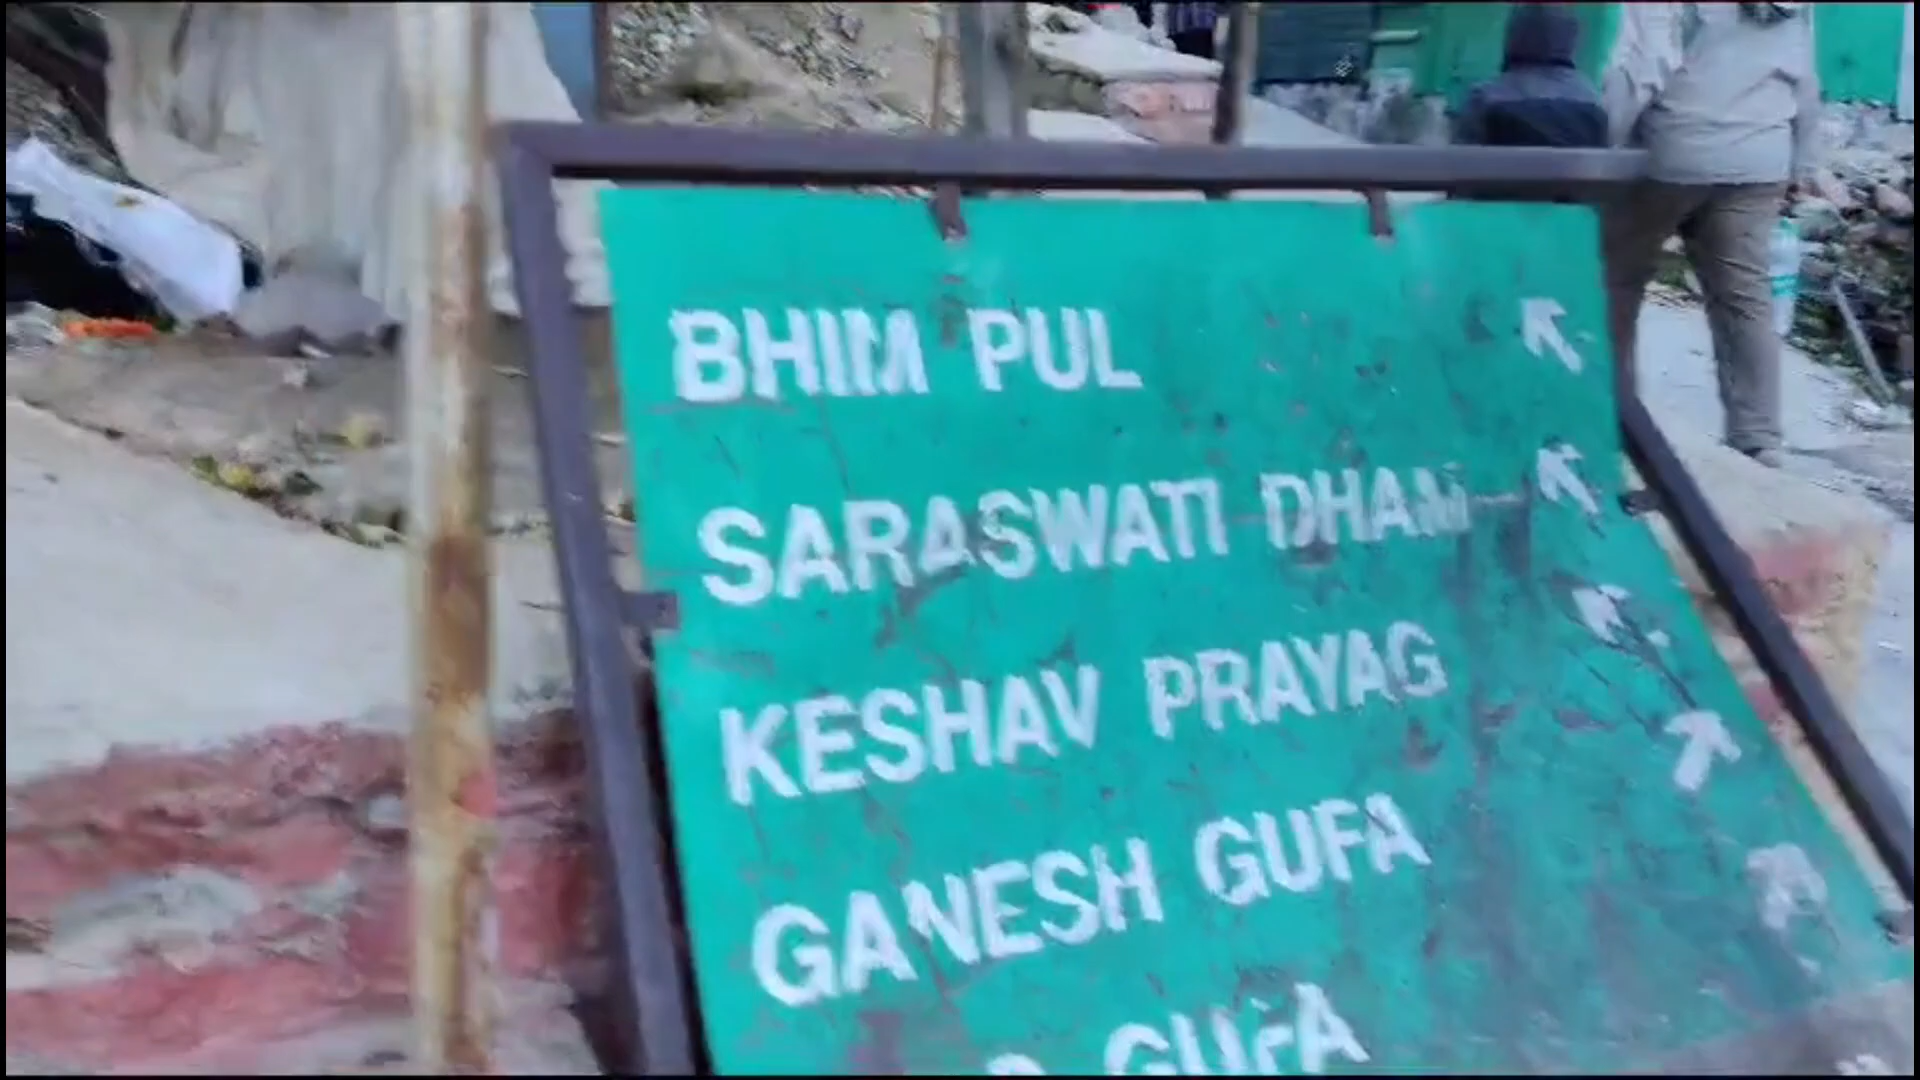 BHIM PUL
SARASWATI DHAM
KESHAV PRAYAG
GANESH GUFA
GUFA